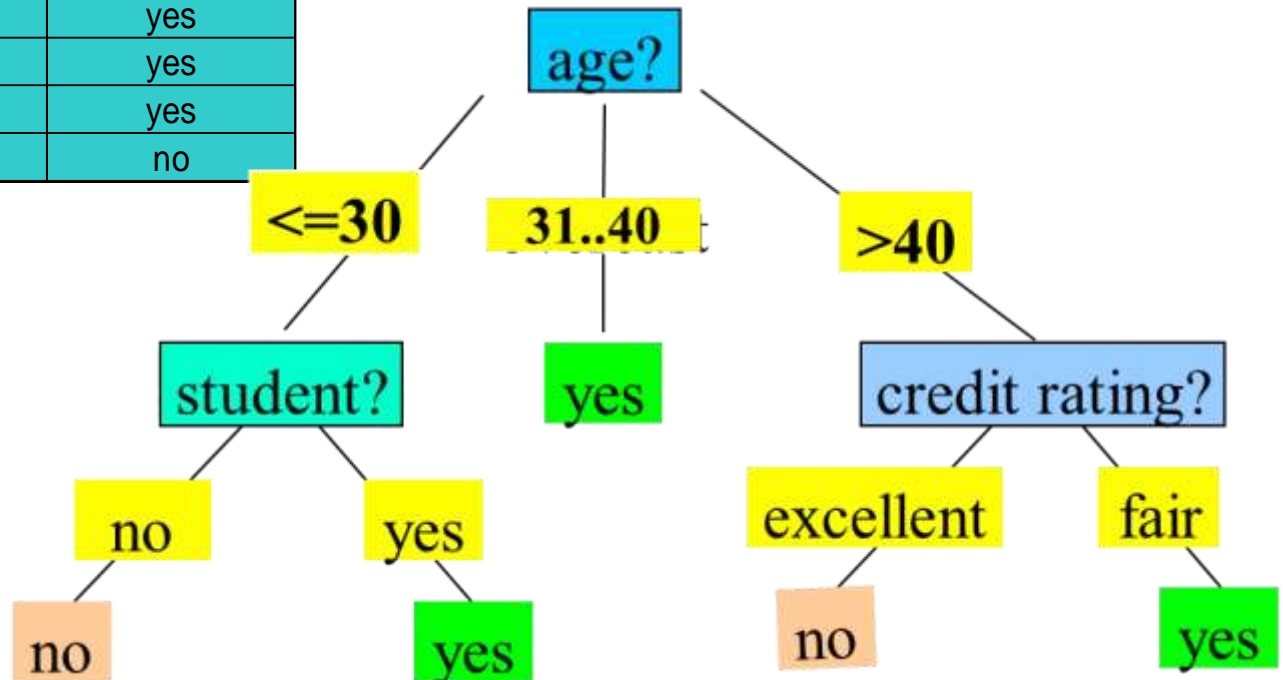 yes
yes
yes
no
age?
<=30
31..40
>40
student?
yes
credit rating?
no
yes
excellent
fair
no
yes
no
yes